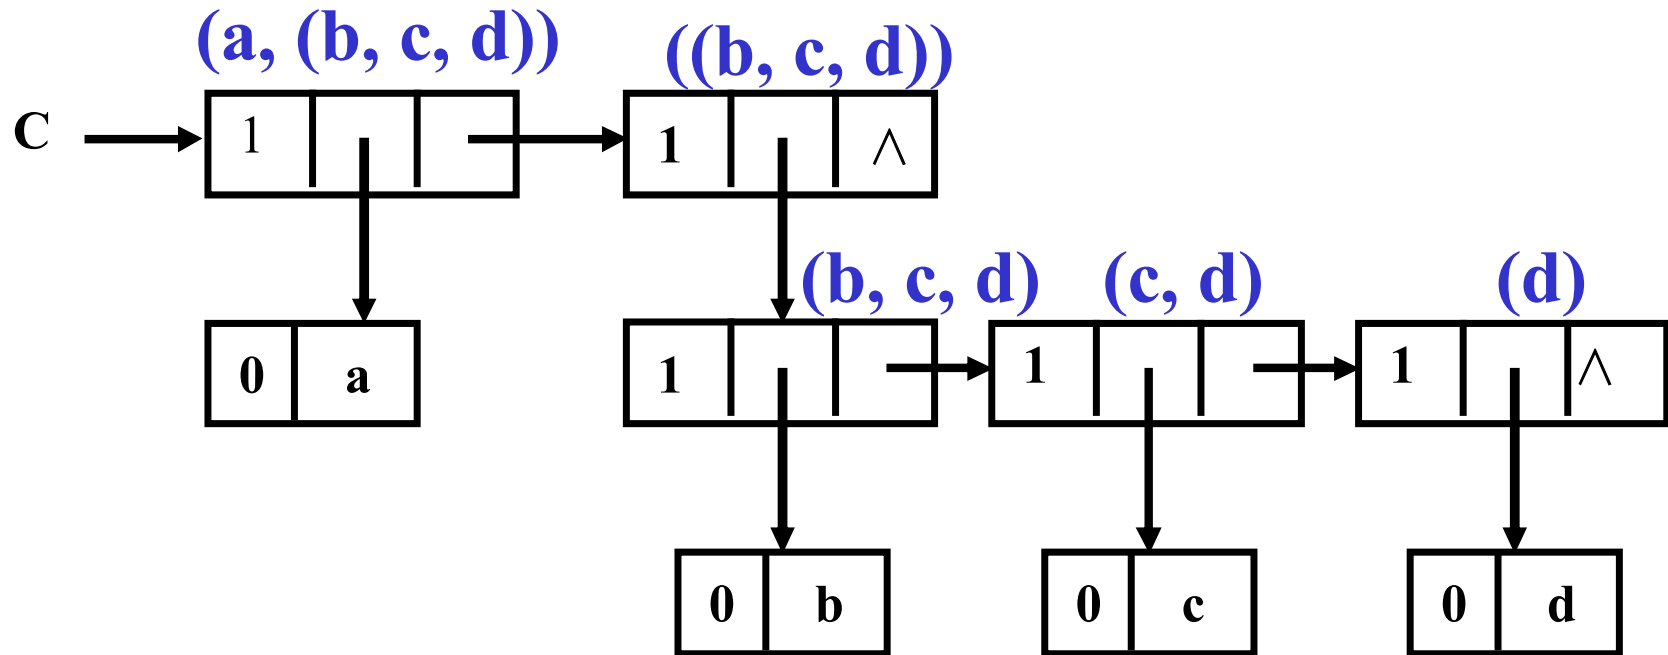 (a, (b, c, d)) ((b, c, d))
C 1 1 ∧
(b, c, d) (c, d) (d)
0 a 1 1 1 ∧
0 b 0 c 0 d